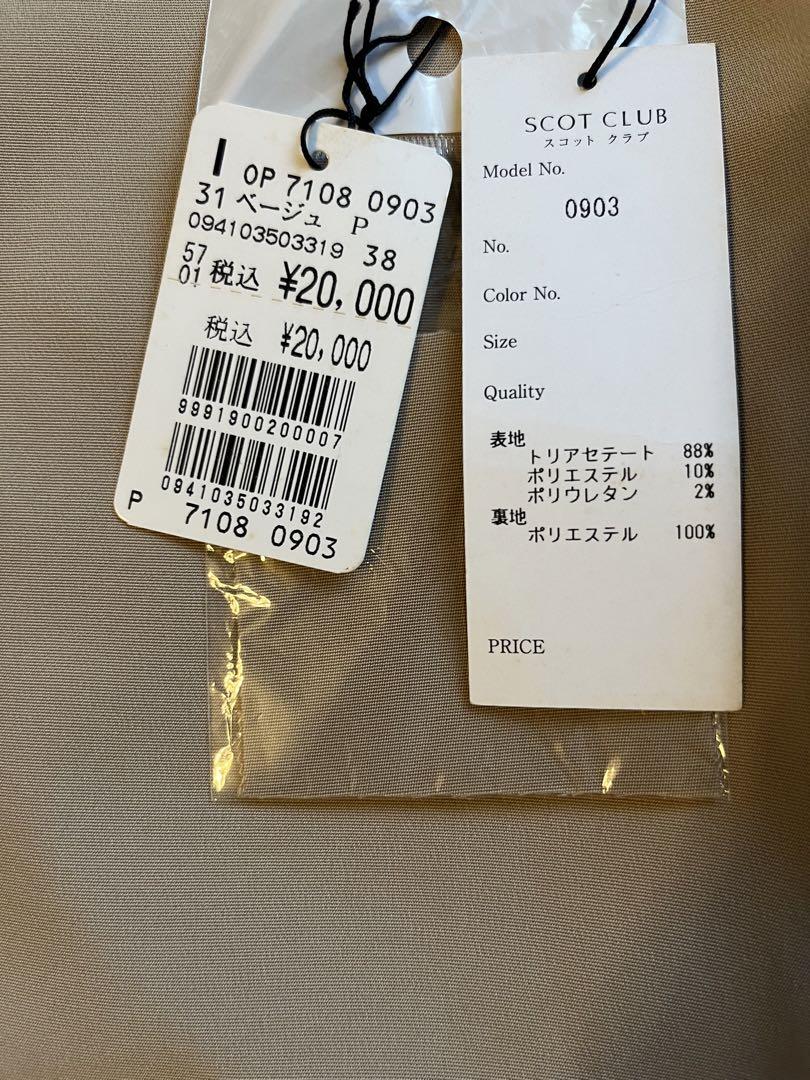 I OP 7108 0903
31 ベージュ P
094103503319 38
57
01 税込 ¥20,000
税込 ¥20,000
9991900200007
0941035033192
P 7108 0903
SCOT CLUB
スコット クラブ
Model No.
0903
No.
Color No.
Size
Quality
表地
トリアセテート 88%
ポリエステル 10%
ポリウレタン 2%
裏地
ポリエステル 100%
PRICE